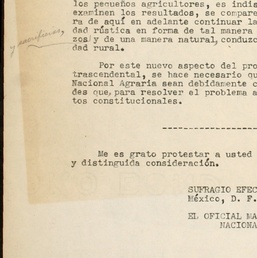 los pequeños agricultores, es indis
examinen los resultados, se compare
ra de aquí en adelante continuar la
dad rústica en forma de tal manera
zos/y de una manera natural, conduzc
dad rural.
Por este nuevo aspecto del pro
trascendental, se hace necesario qu
Nacional Agraria sean debidamente c
des que, para resolver el problema a
tos constitucionales.
Me es grato protestar a usted
y distinguida consideración.
SUFRAGIO EFEC
México, D. F.
EL OFICIAL MA
NACIONA